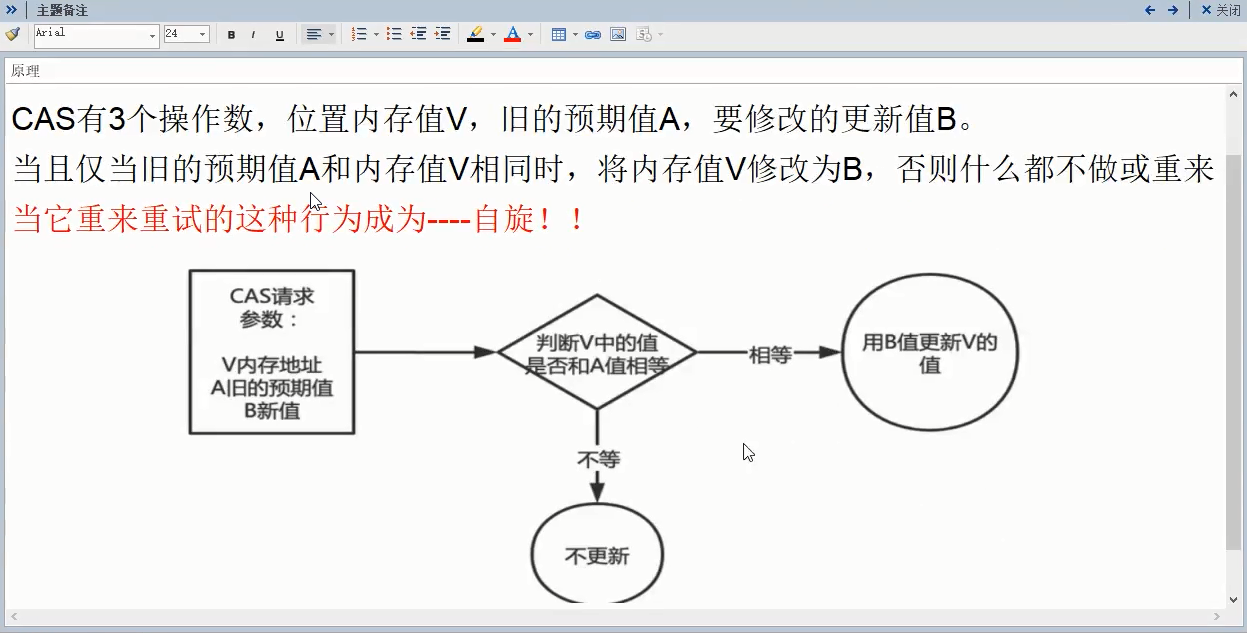 主题备注
关闭
Arial
24
B I U
原理
CAS有3个操作数，位置内存值V，旧的预期值A，要修改的更新值B。
当且仅当旧的预期值A和内存值V相同时，将内存值V修改为B，否则什么都不做或重来
当它重来重试的这种行为成为----自旋！！
CAS请求
参数：
V内存地址
A旧的预期值
B新值
判断V中的值
是否和A值相等
相等
用B值更新V的
值
不等
不更新